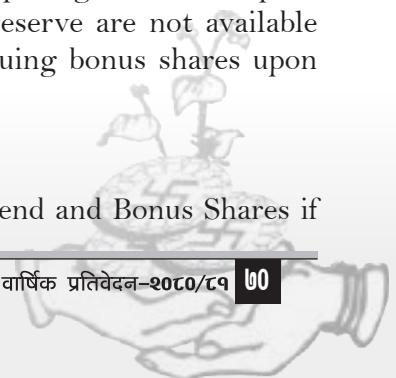 eserve are not available
uing bonus shares upon
end and Bonus Shares if
वार्षिक प्रतिवेदन–२०८०/८१ ७०